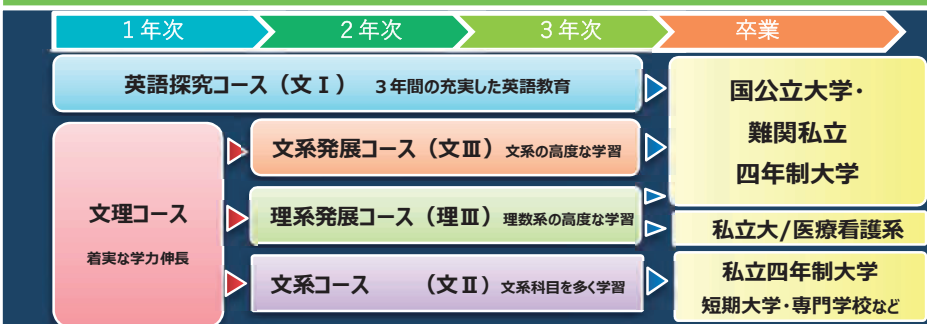 1年次 2年次 3年次 卒業
英語探究コース（文Ⅰ） 3年間の充実した英語教育
国公立大学・
難関私立
四年制大学
文理コース
着実な学力伸長
文系発展コース（文Ⅲ）文系の高度な学習
理系発展コース（理Ⅲ）理数系の高度な学習
文系コース （文Ⅱ）文系科目を多く学習
私立大/医療看護系
私立四年制大学
短期大学・専門学校など